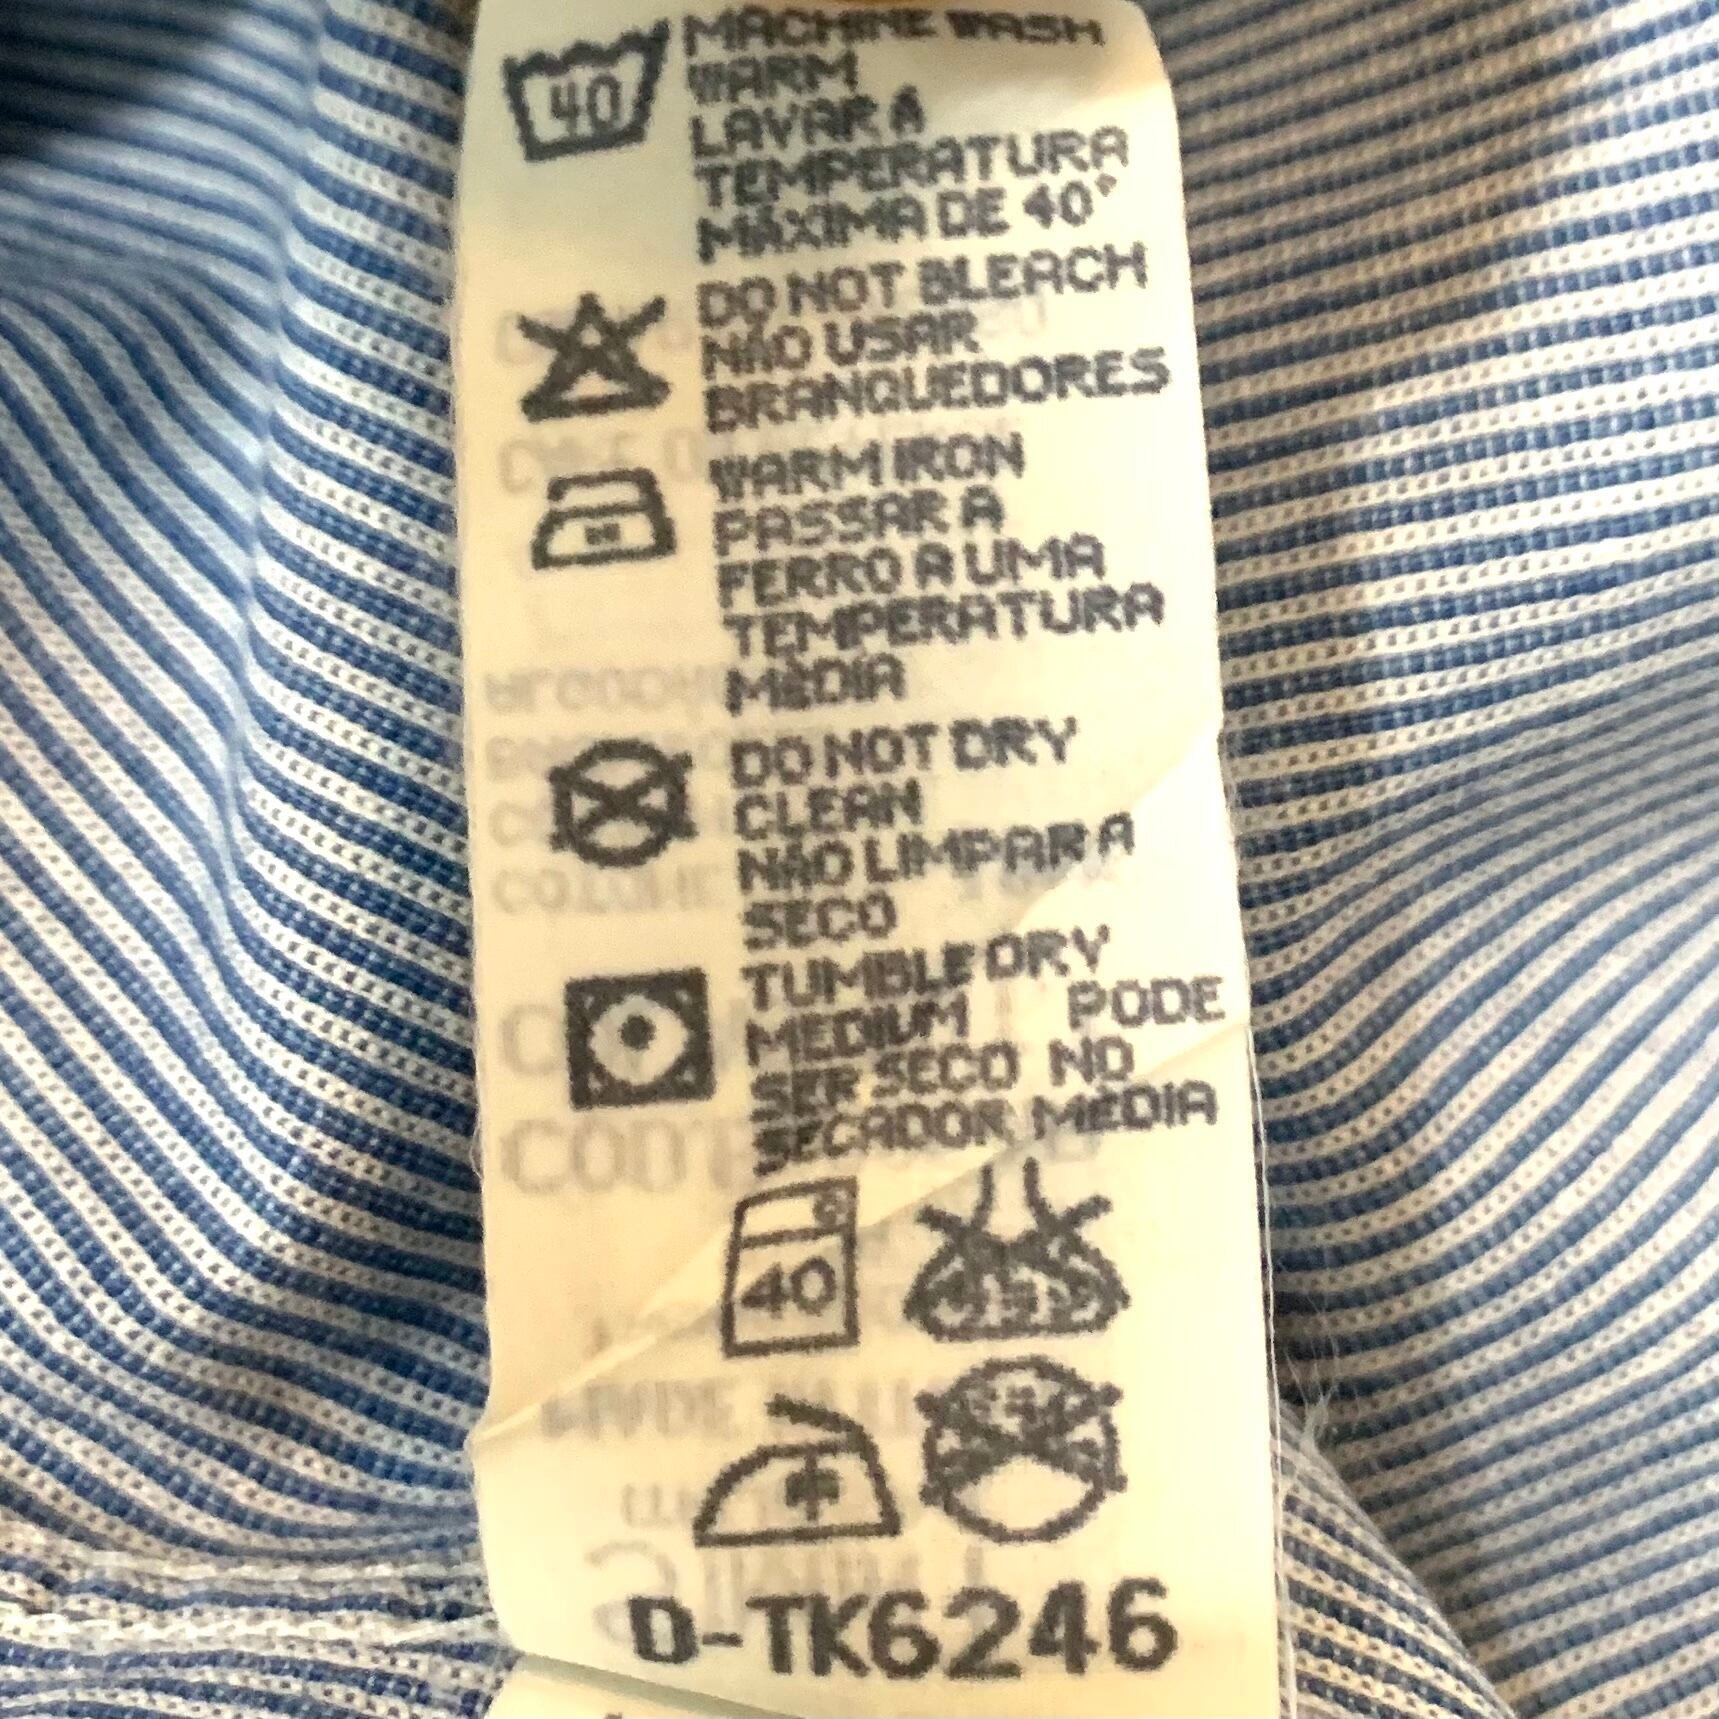 40
MACHINE WASH
WARM
LAVAR Á
TEMPERATURA
MÁXIMA DE 40°
DO NOT BLEACH
NÃO USAR
BRANQUEDORES
WARM IRON
PASSAR A
FERRO A UMA
TEMPERATURA
MÉDIA
DO NOT DRY
CLEAN
NÃO LIMPAR A
SECO
TUMBLE DRY
MEDIUM PODE
SER SECO NO
SECADOR MÉDIA
40
D-TK6246